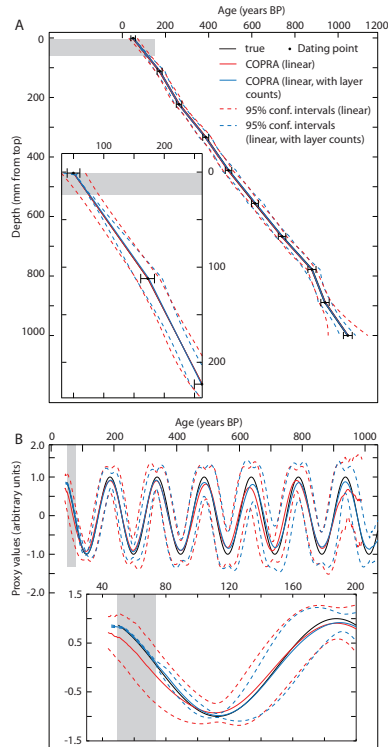 Age (years BP)
A
0 200 400 600 800 1000 1200
0
200
400
600
800
1000
Depth (mm from top)
true
Dating point
COPRA (linear)
COPRA (linear, with layer
counts)
95% conf. intervals (linear)
95% conf. intervals
(linear, with layer counts)
100 200
0
100
200
Age (years BP)
B
0 200 400 600 800 1000
2.0
1.0
0
-1.0
-2.0
Proxy values (arbitrary units)
40 80 120 160 200
1.5
0.5
-0.5
-1.5